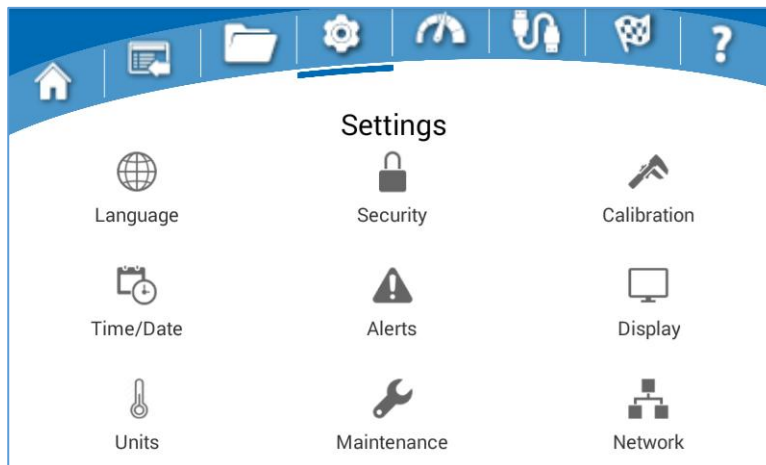 Settings
Language Security Calibration
Time/Date Alerts Display
Units Maintenance Network